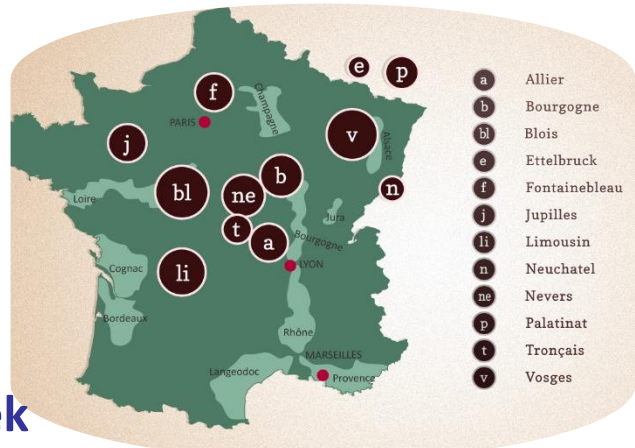 e
p
f
Champagne
PARIS
v
Alsace
j
b
bl
ne
n
Loire
Jura
t
a
Bourgogne
LYON
li
Cognac
Bordeaux
Rhône
MARSEILLES
Langeodoc
Provence
a Allier
b Bourgogne
bl Blois
e Ettelbruck
f Fontainebleau
j Jupilles
li Limousin
n Neuchatel
ne Nevers
p Palatinat
t Tronçais
v Vosges
ek